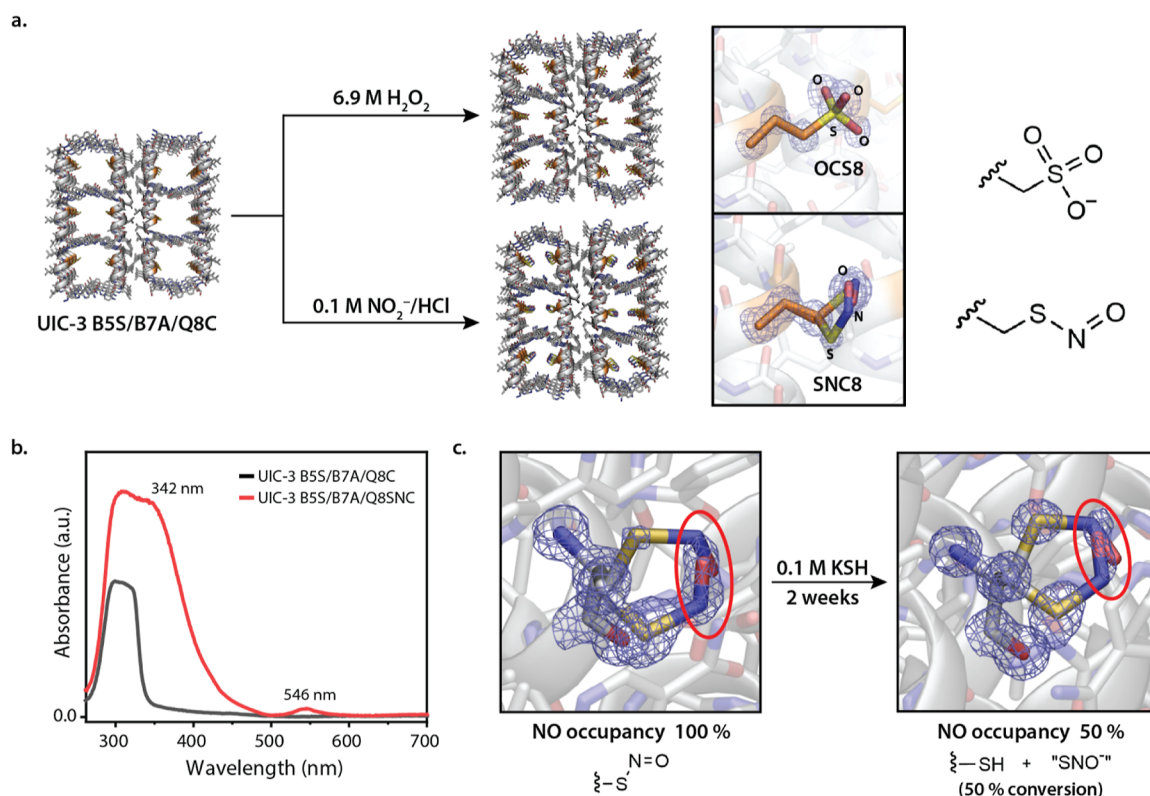 a.
6.9 M H₂O₂
UIC-3 B5S/B7A/Q8C
0.1 M NO₂⁻/HCl
O
O
S
O
OCS8
O
N
S
SNC8
O
S
O
O⁻
S
N
O
b.
UIC-3 B5S/B7A/Q8C
UIC-3 B5S/B7A/Q8SNC
342 nm
546 nm
Absorbance (a.u.)
0.0
300 400 500 600 700
Wavelength (nm)
c.
0.1 M KSH
2 weeks
NO occupancy 100 %
S N=O
NO occupancy 50 %
SH + "SNO⁻"
(50 % conversion)